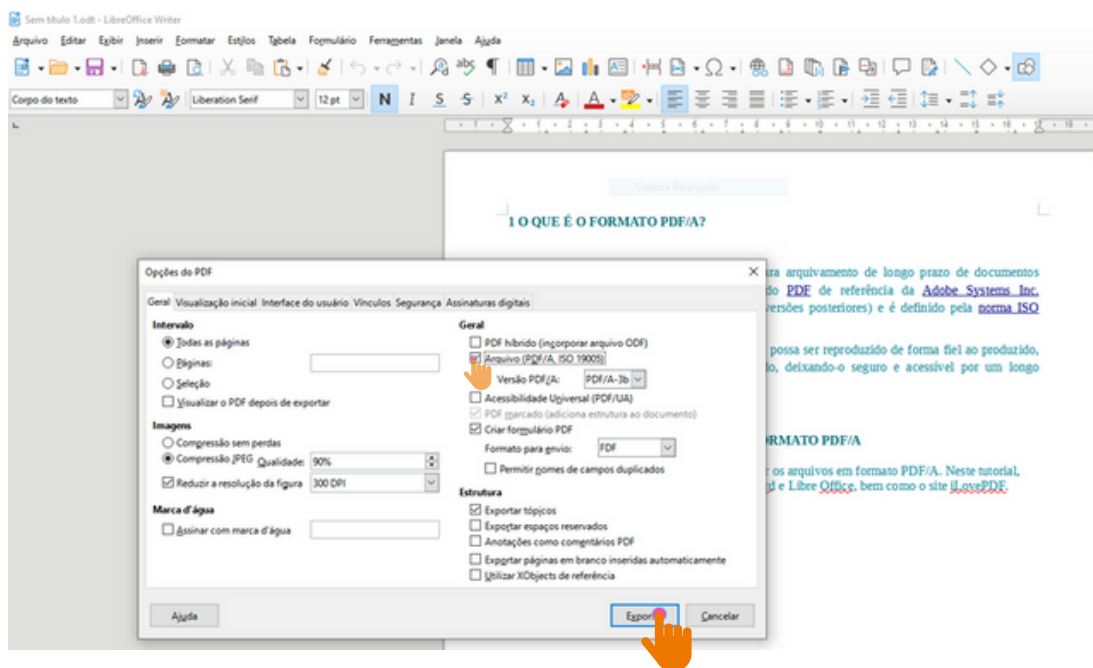 Sem título 1.odt - LibreOffice Writer
Arquivo Editar Exibir Inserir Formatar Estilos Tabela Formulário Ferramentas Janela Ajuda
Corpo do texto Liberation Serif 12 pt N I S S X² X₂ A A
Captura Retangular
1 O QUE É O FORMATO PDF/A?
ra arquivamento de longo prazo de documentos
do PDF de referência da Adobe Systems Inc.
ersões posteriores) e é definido pela norma ISO
possa ser reproduzido de forma fiel ao produzido,
o, deixando-o seguro e acessível por um longo
RMATO PDF/A
r os arquivos em formato PDF/A. Neste tutorial,
d e Libre Office, bem como o site iLovePDF.
Opções do PDF
Geral Visualização inicial Interface do usuário Vínculos Segurança Assinaturas digitais
Intervalo
Todas as páginas
Páginas:
Seleção
Visualizar o PDF depois de exportar
Imagens
Compressão sem perdas
Compressão JPEG Qualidade: 90%
Reduzir a resolução da figura 300 DPI
Marca d'água
Assinar com marca d'água
Geral
PDF híbrido (incorporar arquivo ODF)
Arquivo (PDF/A, ISO 19005)
Versão PDF/A: PDF/A-3b
Acessibilidade Universal (PDF/UA)
PDF marcado (adiciona estrutura ao documento)
Criar formulário PDF
Formato para envio: FDF
Permitir nomes de campos duplicados
Estrutura
Exportar tópicos
Exportar espaços reservados
Anotações como comentários PDF
Exportar páginas em branco inseridas automaticamente
Utilizar XObjects de referência
Ajuda Export Cancelar